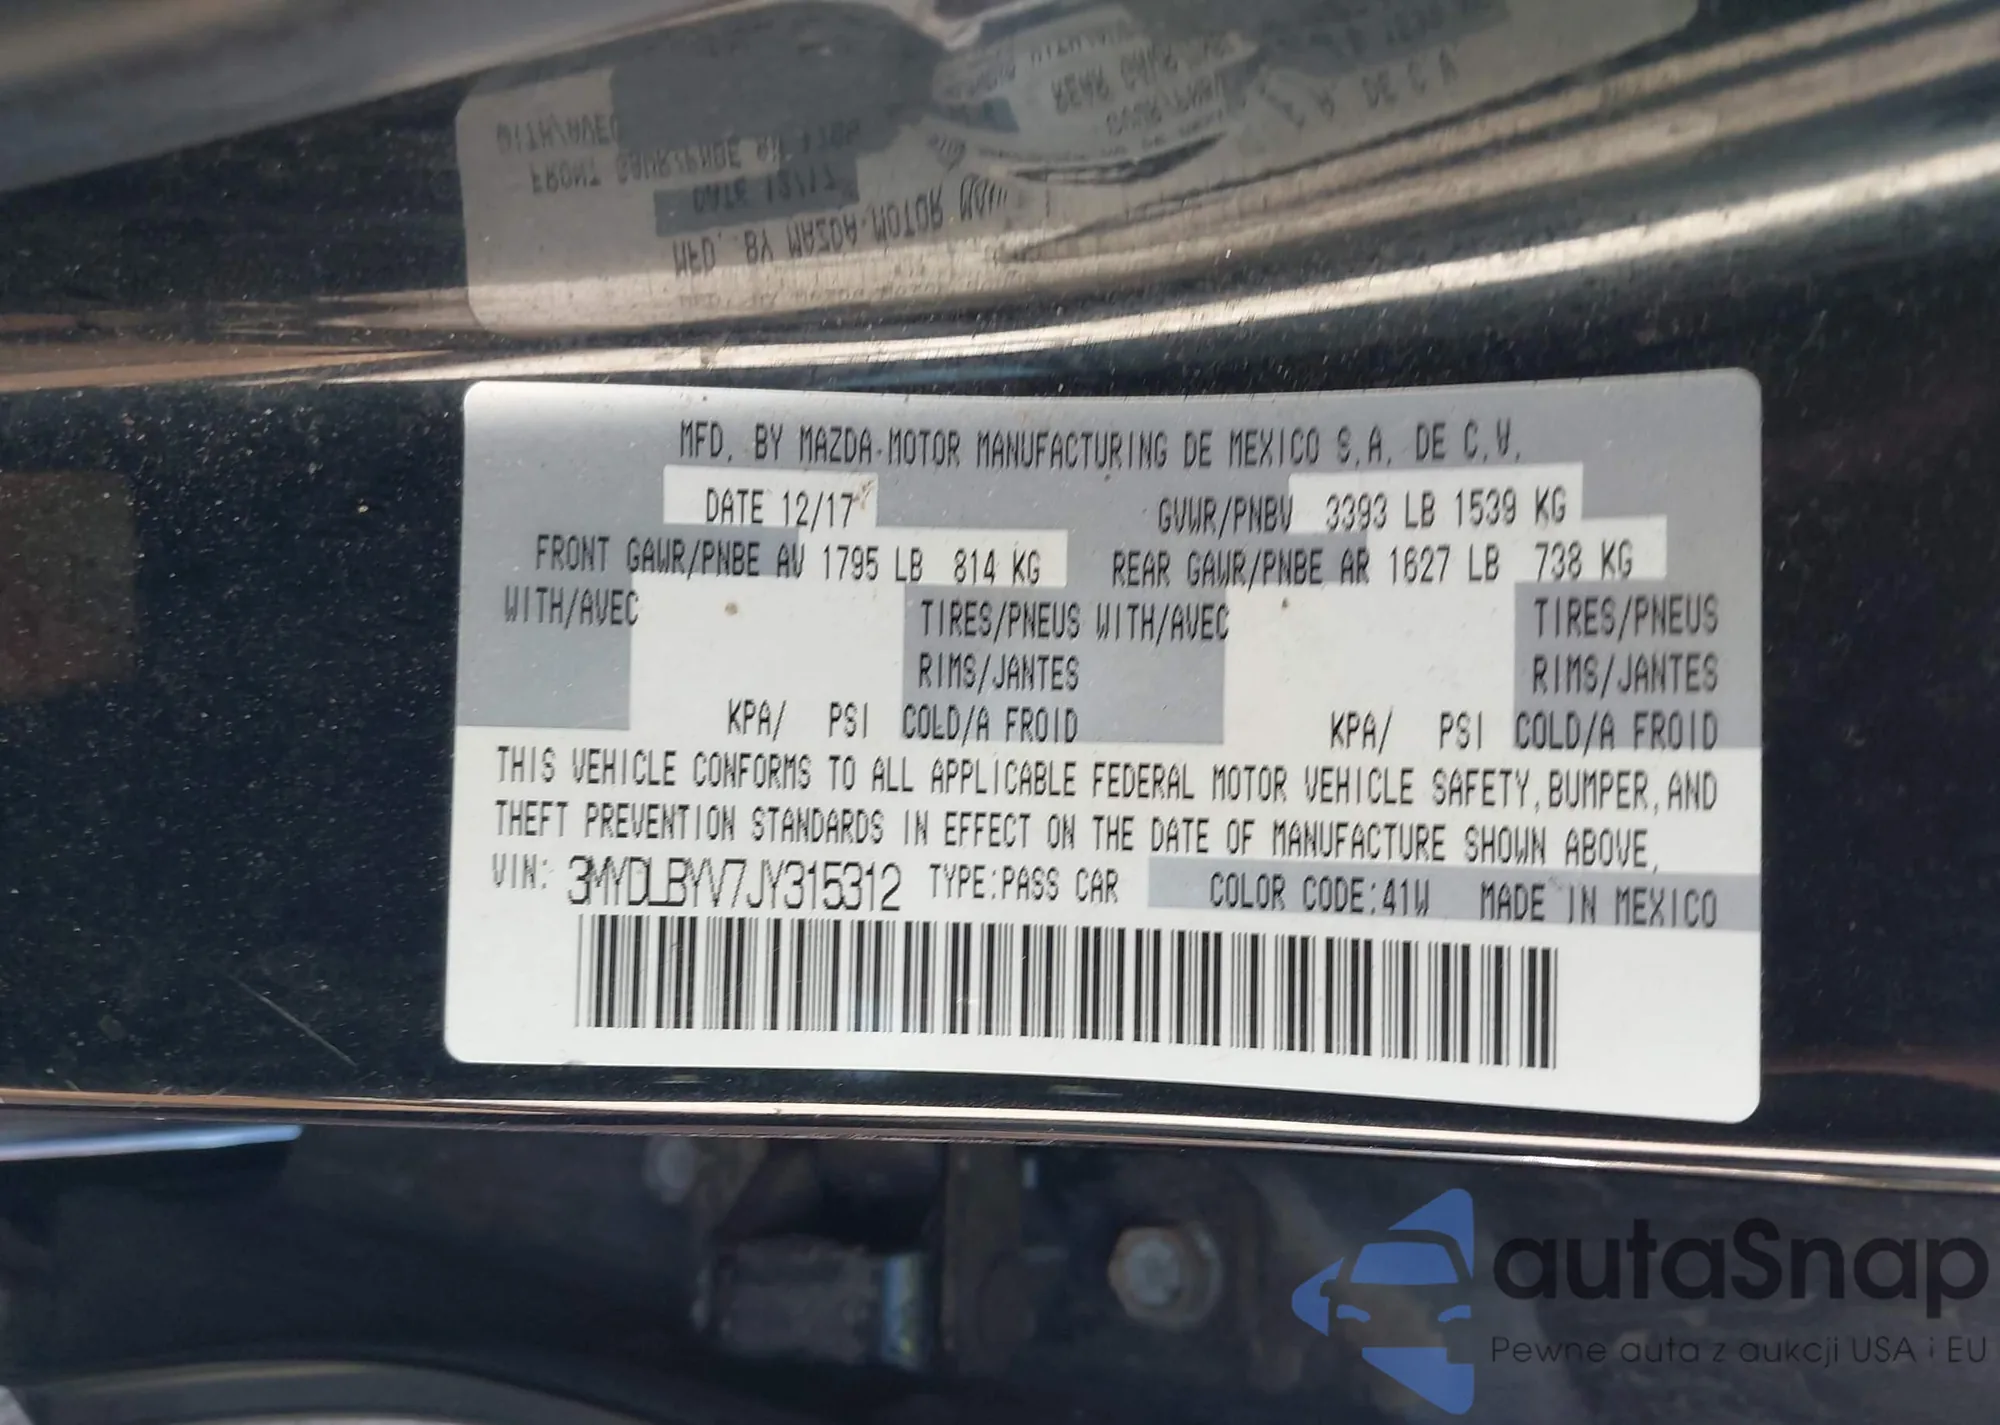 MFD. BY MAZDA MOTOR MANUFACTURING DE MEXICO S.A. DE C.V.
DATE 12/17 GVWR/PNBV 3393 LB 1539 KG
FRONT GAWR/PNBE AV 1795 LB 814 KG REAR GAWR/PNBE AR 1627 LB 738 KG
WITH/AVEC TIRES/PNEUS WITH/AVEC TIRES/PNEUS
RIMS/JANTES RIMS/JANTES
KPA/ PSI COLD/A FROID KPA/ PSI COLD/A FROID
THIS VEHICLE CONFORMS TO ALL APPLICABLE FEDERAL MOTOR VEHICLE SAFETY, BUMPER, AND
THEFT PREVENTION STANDARDS IN EFFECT ON THE DATE OF MANUFACTURE SHOWN ABOVE.
VIN: 3MYDLBYV7JY315312 TYPE:PASS CAR COLOR CODE:41W MADE IN MEXICO
autaSnap
Pewne auta z aukcji USA i EU